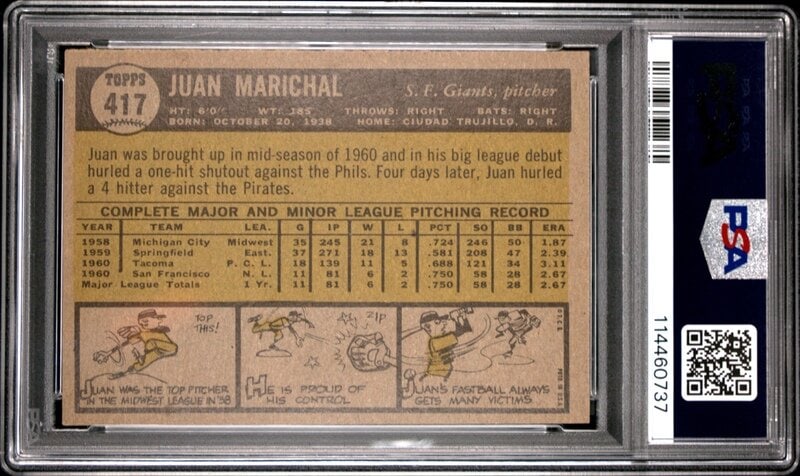 TOPPS
417
JUAN MARICHAL
S. F. Giants, pitcher
HT: 6'0" WT: 185 THROWS: RIGHT BATS: RIGHT
BORN: OCTOBER 20, 1938 HOME: CIUDAD TRUJILLO, D. R.
Juan was brought up in mid-season of 1960 and in his big league debut
hurled a one-hit shutout against the Phils. Four days later, Juan hurled
a 4 hitter against the Pirates.
COMPLETE MAJOR AND MINOR LEAGUE PITCHING RECORD
YEAR TEAM LEA. G IP W L PCT SO BB ERA
1958 Michigan City Midwest 35 245 21 8 .724 246 50 1.87
1959 Springfield East. 37 271 18 13 .581 208 47 2.39
1960 Tacoma P. C. L. 18 139 11 5 .688 121 34 3.11
1960 San Francisco N. L. 11 81 6 2 .750 58 28 2.67
Major League Totals 1 Yr. 11 81 6 2 .750 58 28 2.67
TOP
THIS!
JUAN WAS THE TOP PITCHER
IN THE MIDWEST LEAGUE IN '58
ZIP
HE IS PROUD OF
HIS CONTROL
JUAN'S FASTBALL ALWAYS
GETS MANY VICTIMS
PSA
114460737